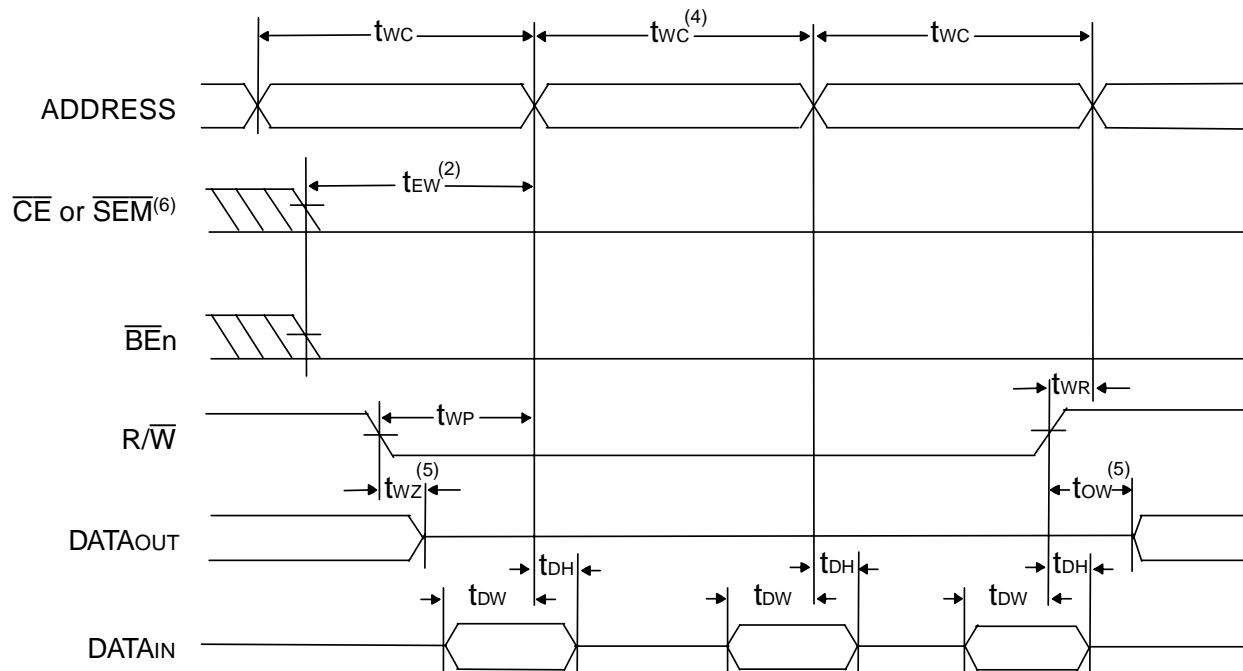 tWC tWC(4) tWC
ADDRESS
tEW(2)
CE or SEM(6)
BEn
tWR
tWP
R/W
tWZ(5) tOW(5)
DATAOUT
tDH tDH tDH
tDW tDW tDW
DATAIN